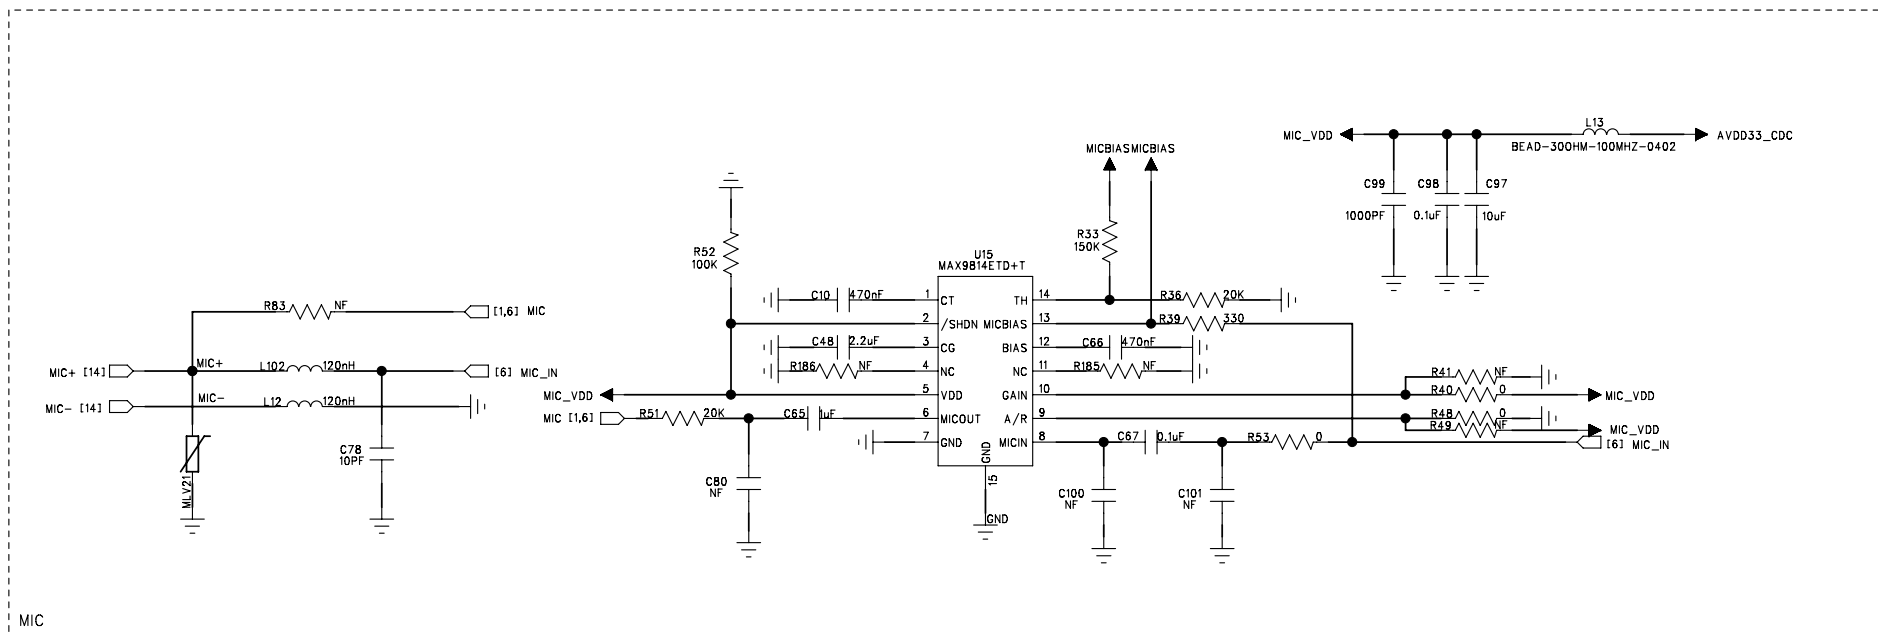 L13
MIC_VDD
AVDD33_CDC
BEAD-300HM-100MHZ-0402
MICBIAS
MICBIAS
C99
C98
C97
1000PF
0.1uF
10uF
R33
150K
R52
100K
U15
MAX9814ETD+T
C10
470nF
1
CT
TH
14
R36
20K
R83
NF
[1,6] MIC
2
/SHDN
MICBIAS
13
R39
330
C48
2.2uF
3
CG
BIAS
12
C66
470nF
MIC+ [14]
MIC+
L102
120nH
[6] MIC_IN
R186
NF
4
NC
NC
11
R185
NF
R41
NF
MIC_VDD
5
VDD
GAIN
10
R40
0
MIC_VDD
MIC- [14]
MIC-
L12
120nH
MIC [1,6]
R51
20K
C65
1uF
6
MICOUT
A/R
9
R48
0
R49
NF
MIC_VDD
7
GND
MICIN
8
C67
0.1uF
R53
0
[6] MIC_IN
GND
15
GND
C78
10PF
MLV21
C80
NF
C100
NF
C101
NF
MIC